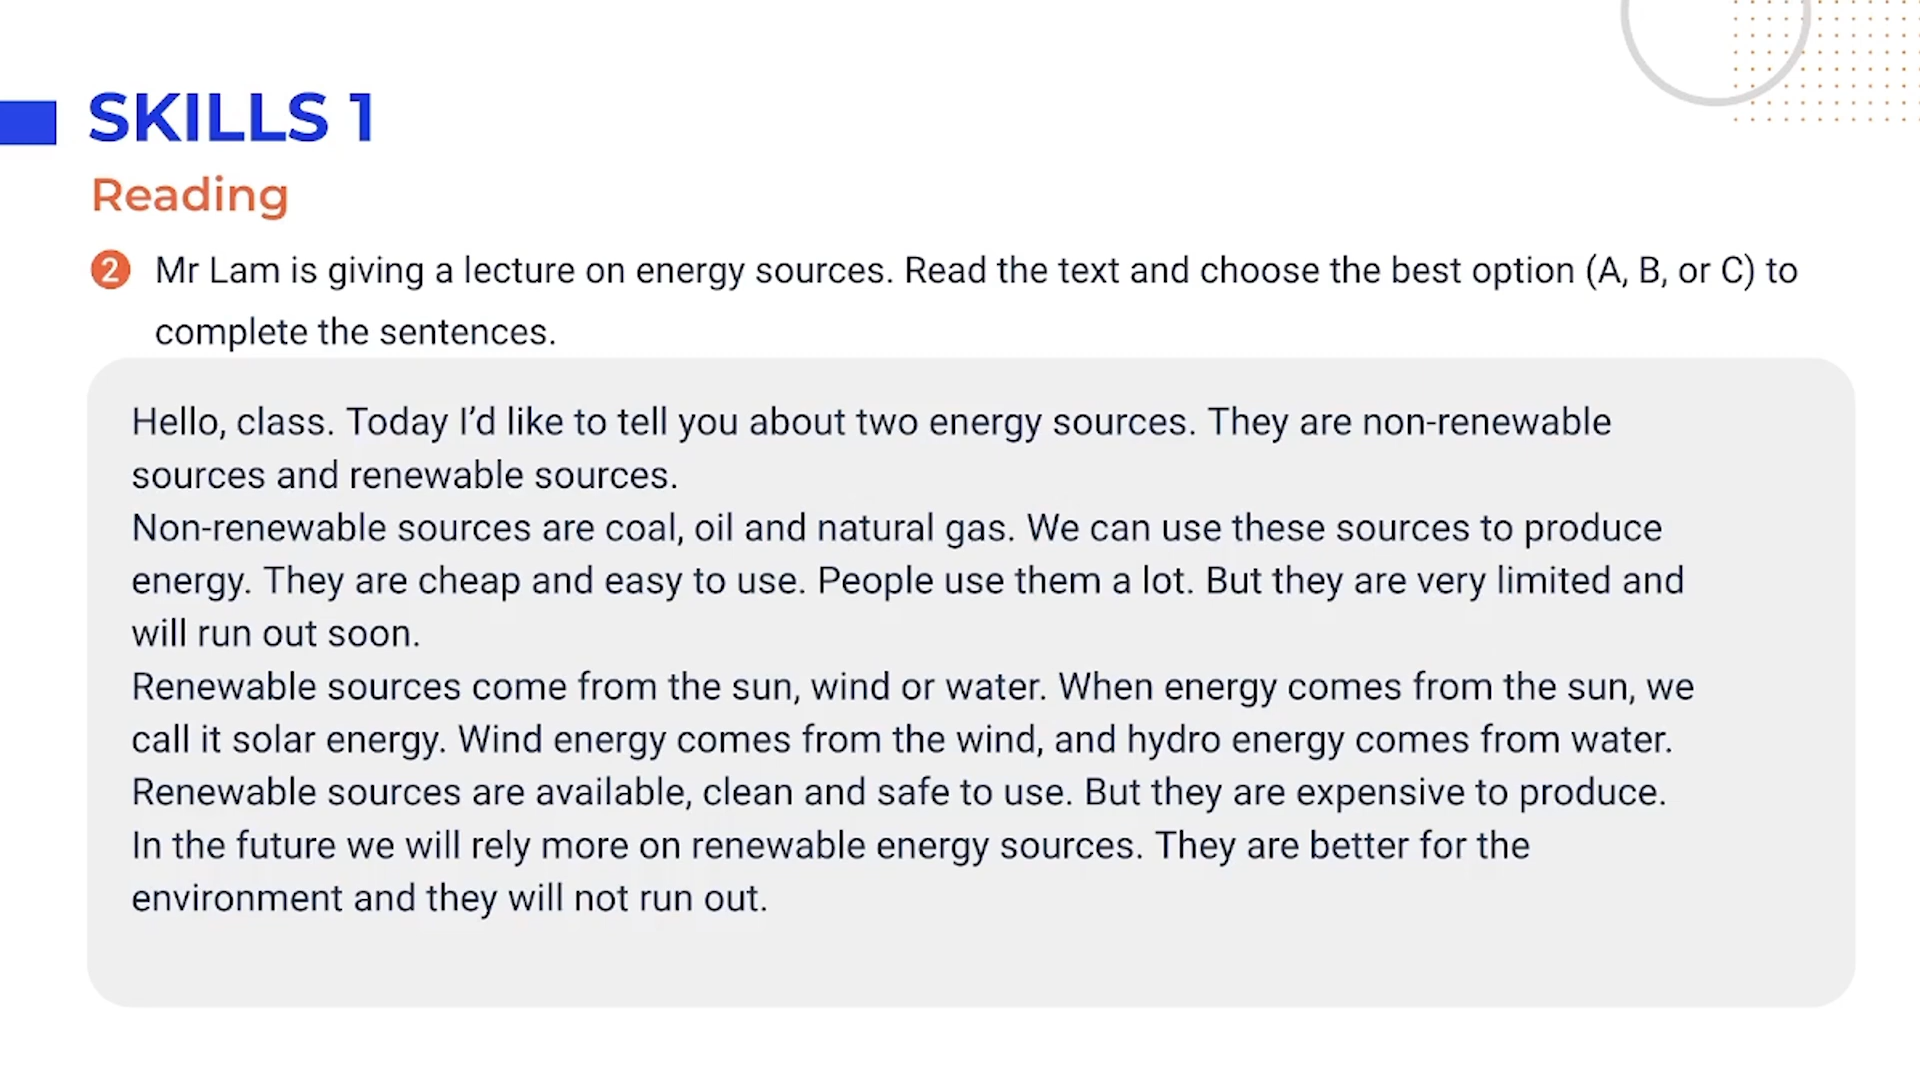 SKILLS 1
Reading
2 Mr Lam is giving a lecture on energy sources. Read the text and choose the best option (A, B, or C) to
complete the sentences.
Hello, class. Today I’d like to tell you about two energy sources. They are non-renewable
sources and renewable sources.
Non-renewable sources are coal, oil and natural gas. We can use these sources to produce
energy. They are cheap and easy to use. People use them a lot. But they are very limited and
will run out soon.
Renewable sources come from the sun, wind or water. When energy comes from the sun, we
call it solar energy. Wind energy comes from the wind, and hydro energy comes from water.
Renewable sources are available, clean and safe to use. But they are expensive to produce.
In the future we will rely more on renewable energy sources. They are better for the
environment and they will not run out.